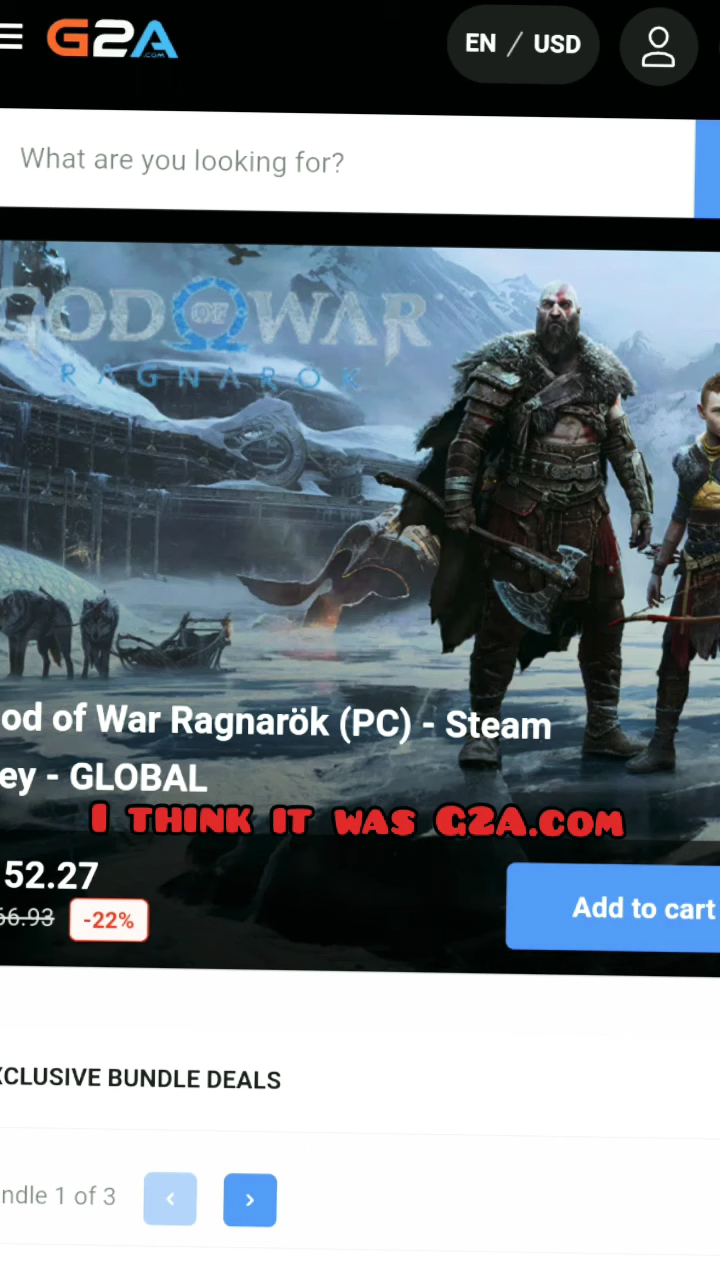 G2A
.COM
EN / USD
What are you looking for?
GOD OF WAR
RAGNARÖK
od of War Ragnarök (PC) - Steam
ey - GLOBAL
I THINK IT WAS G2A.COM
52.27
66.93 -22%
Add to cart
XCLUSIVE BUNDLE DEALS
ndle 1 of 3